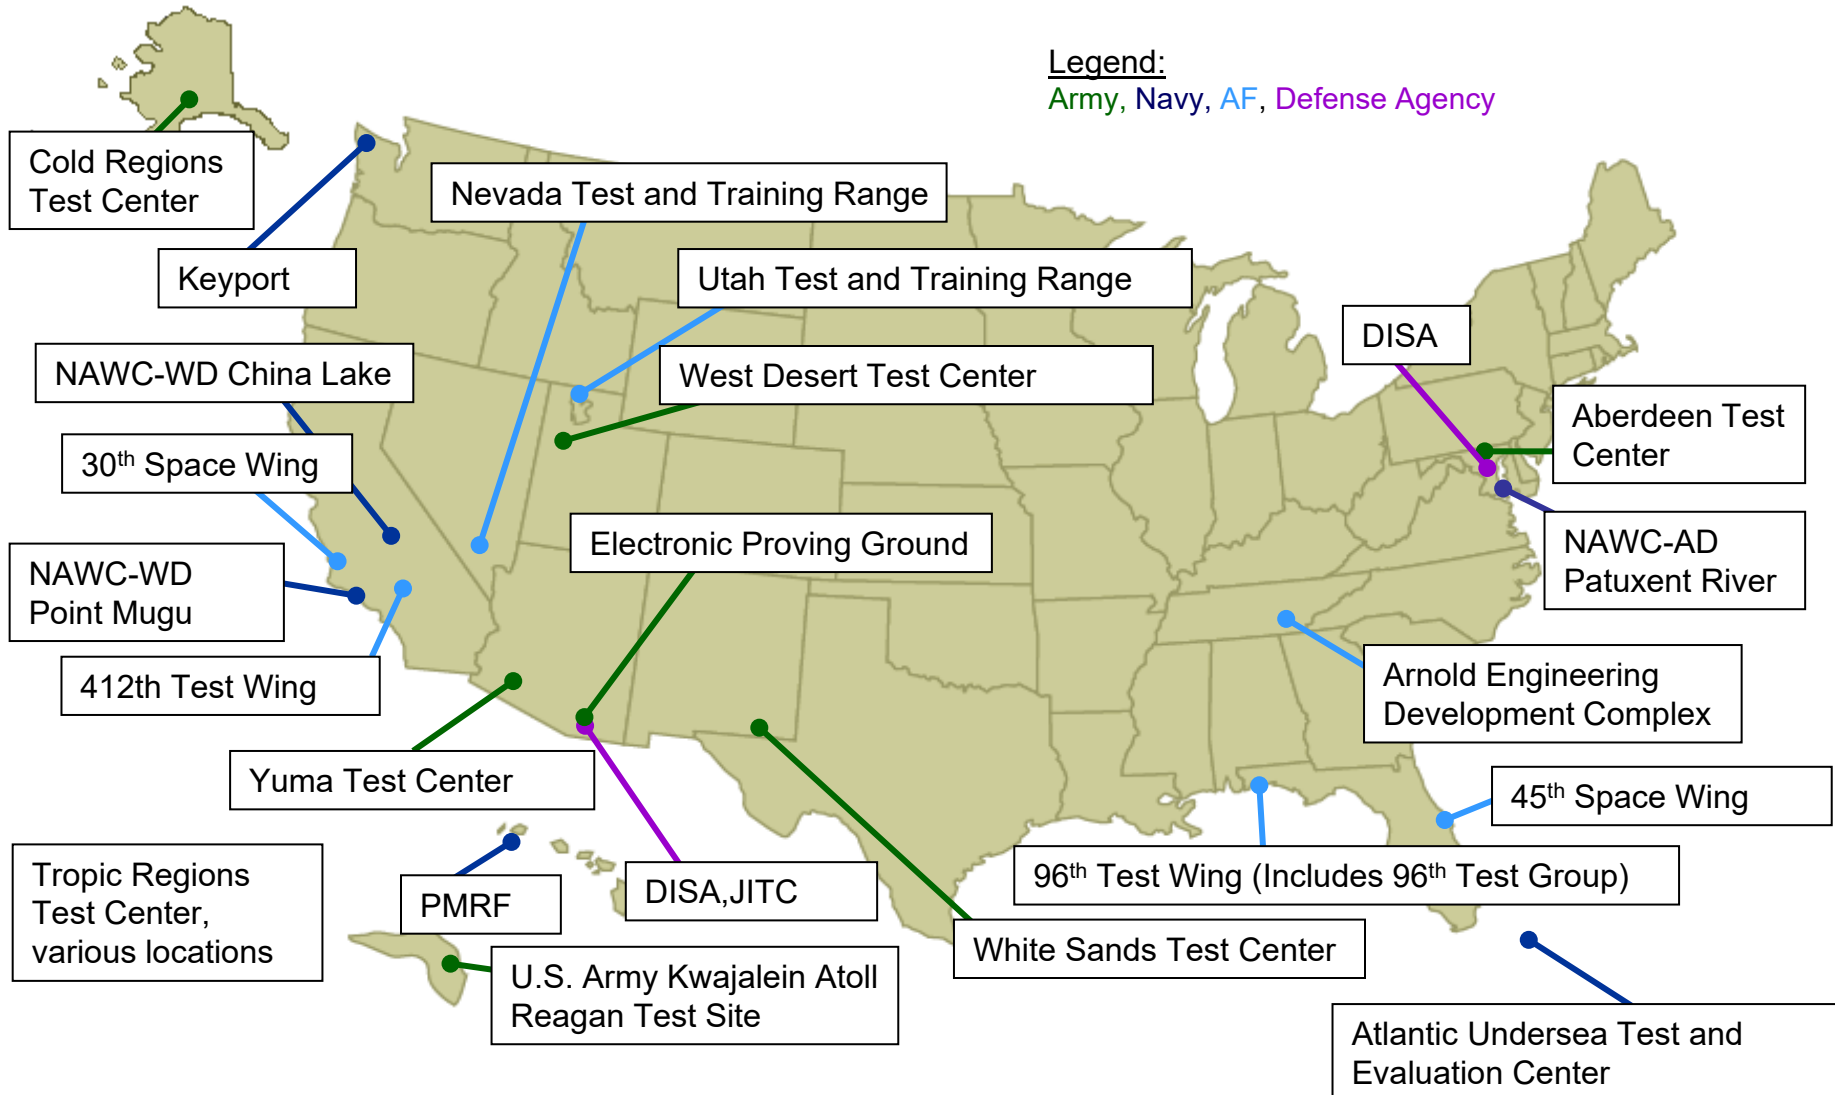 Legend:
Army, Navy, AF, Defense Agency
Cold Regions
Test Center
Nevada Test and Training Range
Keyport
Utah Test and Training Range
DISA
NAWC-WD China Lake
West Desert Test Center
Aberdeen Test
Center
30th Space Wing
Electronic Proving Ground
NAWC-AD
Patuxent River
NAWC-WD
Point Mugu
412th Test Wing
Arnold Engineering
Development Complex
Yuma Test Center
45th Space Wing
Tropic Regions
Test Center,
various locations
PMRF
DISA,JITC
96th Test Wing (Includes 96th Test Group)
White Sands Test Center
U.S. Army Kwajalein Atoll
Reagan Test Site
Atlantic Undersea Test and
Evaluation Center